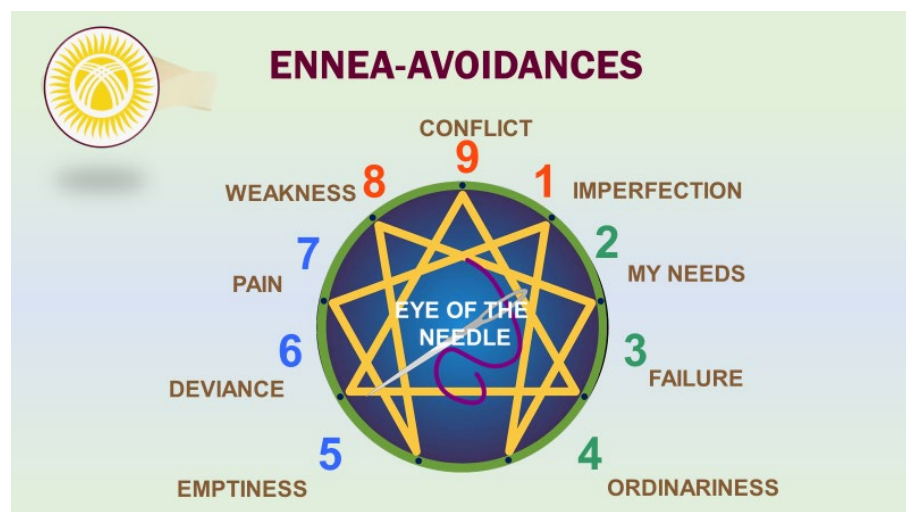 ENNEA-AVOIDANCES
CONFLICT
9
8
1
WEAKNESS
IMPERFECTION
7
2
PAIN
MY NEEDS
EYE OF THE
NEEDLE
6
3
DEVIANCE
FAILURE
5
4
EMPTINESS
ORDINARINESS